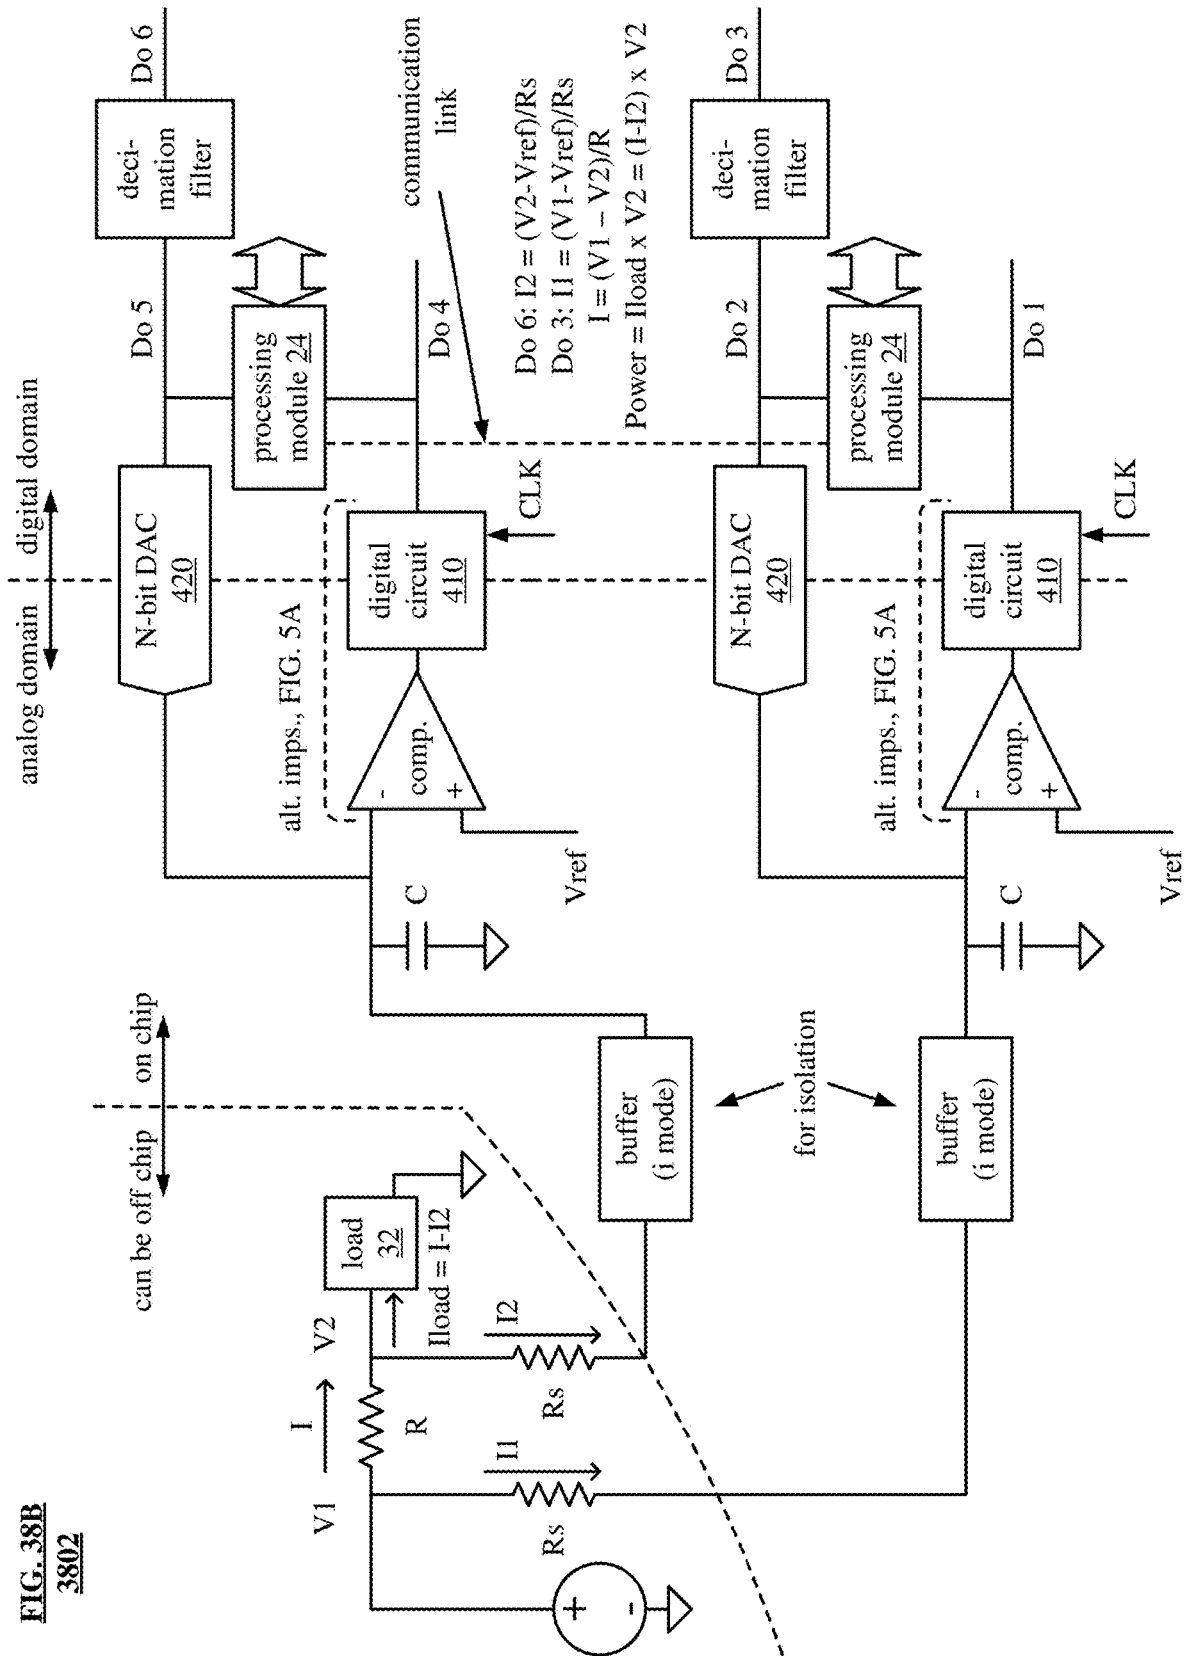 FIG. 38B
3802
can be off chip
on chip
analog domain
digital domain
N-bit DAC
420
Do 5
deci-
mation
filter
Do 6
processing
module 24
alt. imps., FIG. 5A
V1
I
V2
R
load
32
Iload = I-I2
C
-
comp.
+
digital
circuit
410
Do 4
CLK
communication
link
I1
Rs
I2
Rs
+
-
Vref
Do 6: I2 = (V2-Vref)/Rs
Do 3: I1 = (V1-Vref)/Rs
I = (V1 – V2)/R
Power = Iload x V2 = (I-I2) x V2
buffer
(i mode)
for isolation
N-bit DAC
420
Do 2
deci-
mation
filter
Do 3
processing
module 24
alt. imps., FIG. 5A
buffer
(i mode)
C
-
comp.
+
digital
circuit
410
Do 1
CLK
Vref